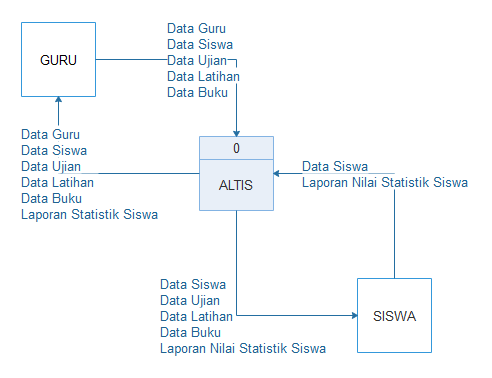 GURU
Data Guru
Data Siswa
Data Ujian
Data Latihan
Data Buku
0
ALTIS
Data Guru
Data Siswa
Data Ujian
Data Latihan
Data Buku
Laporan Statistik Siswa
Data Siswa
Laporan Nilai Statistik Siswa
Data Siswa
Data Ujian
Data Latihan
Data Buku
Laporan Nilai Statistik Siswa
SISWA